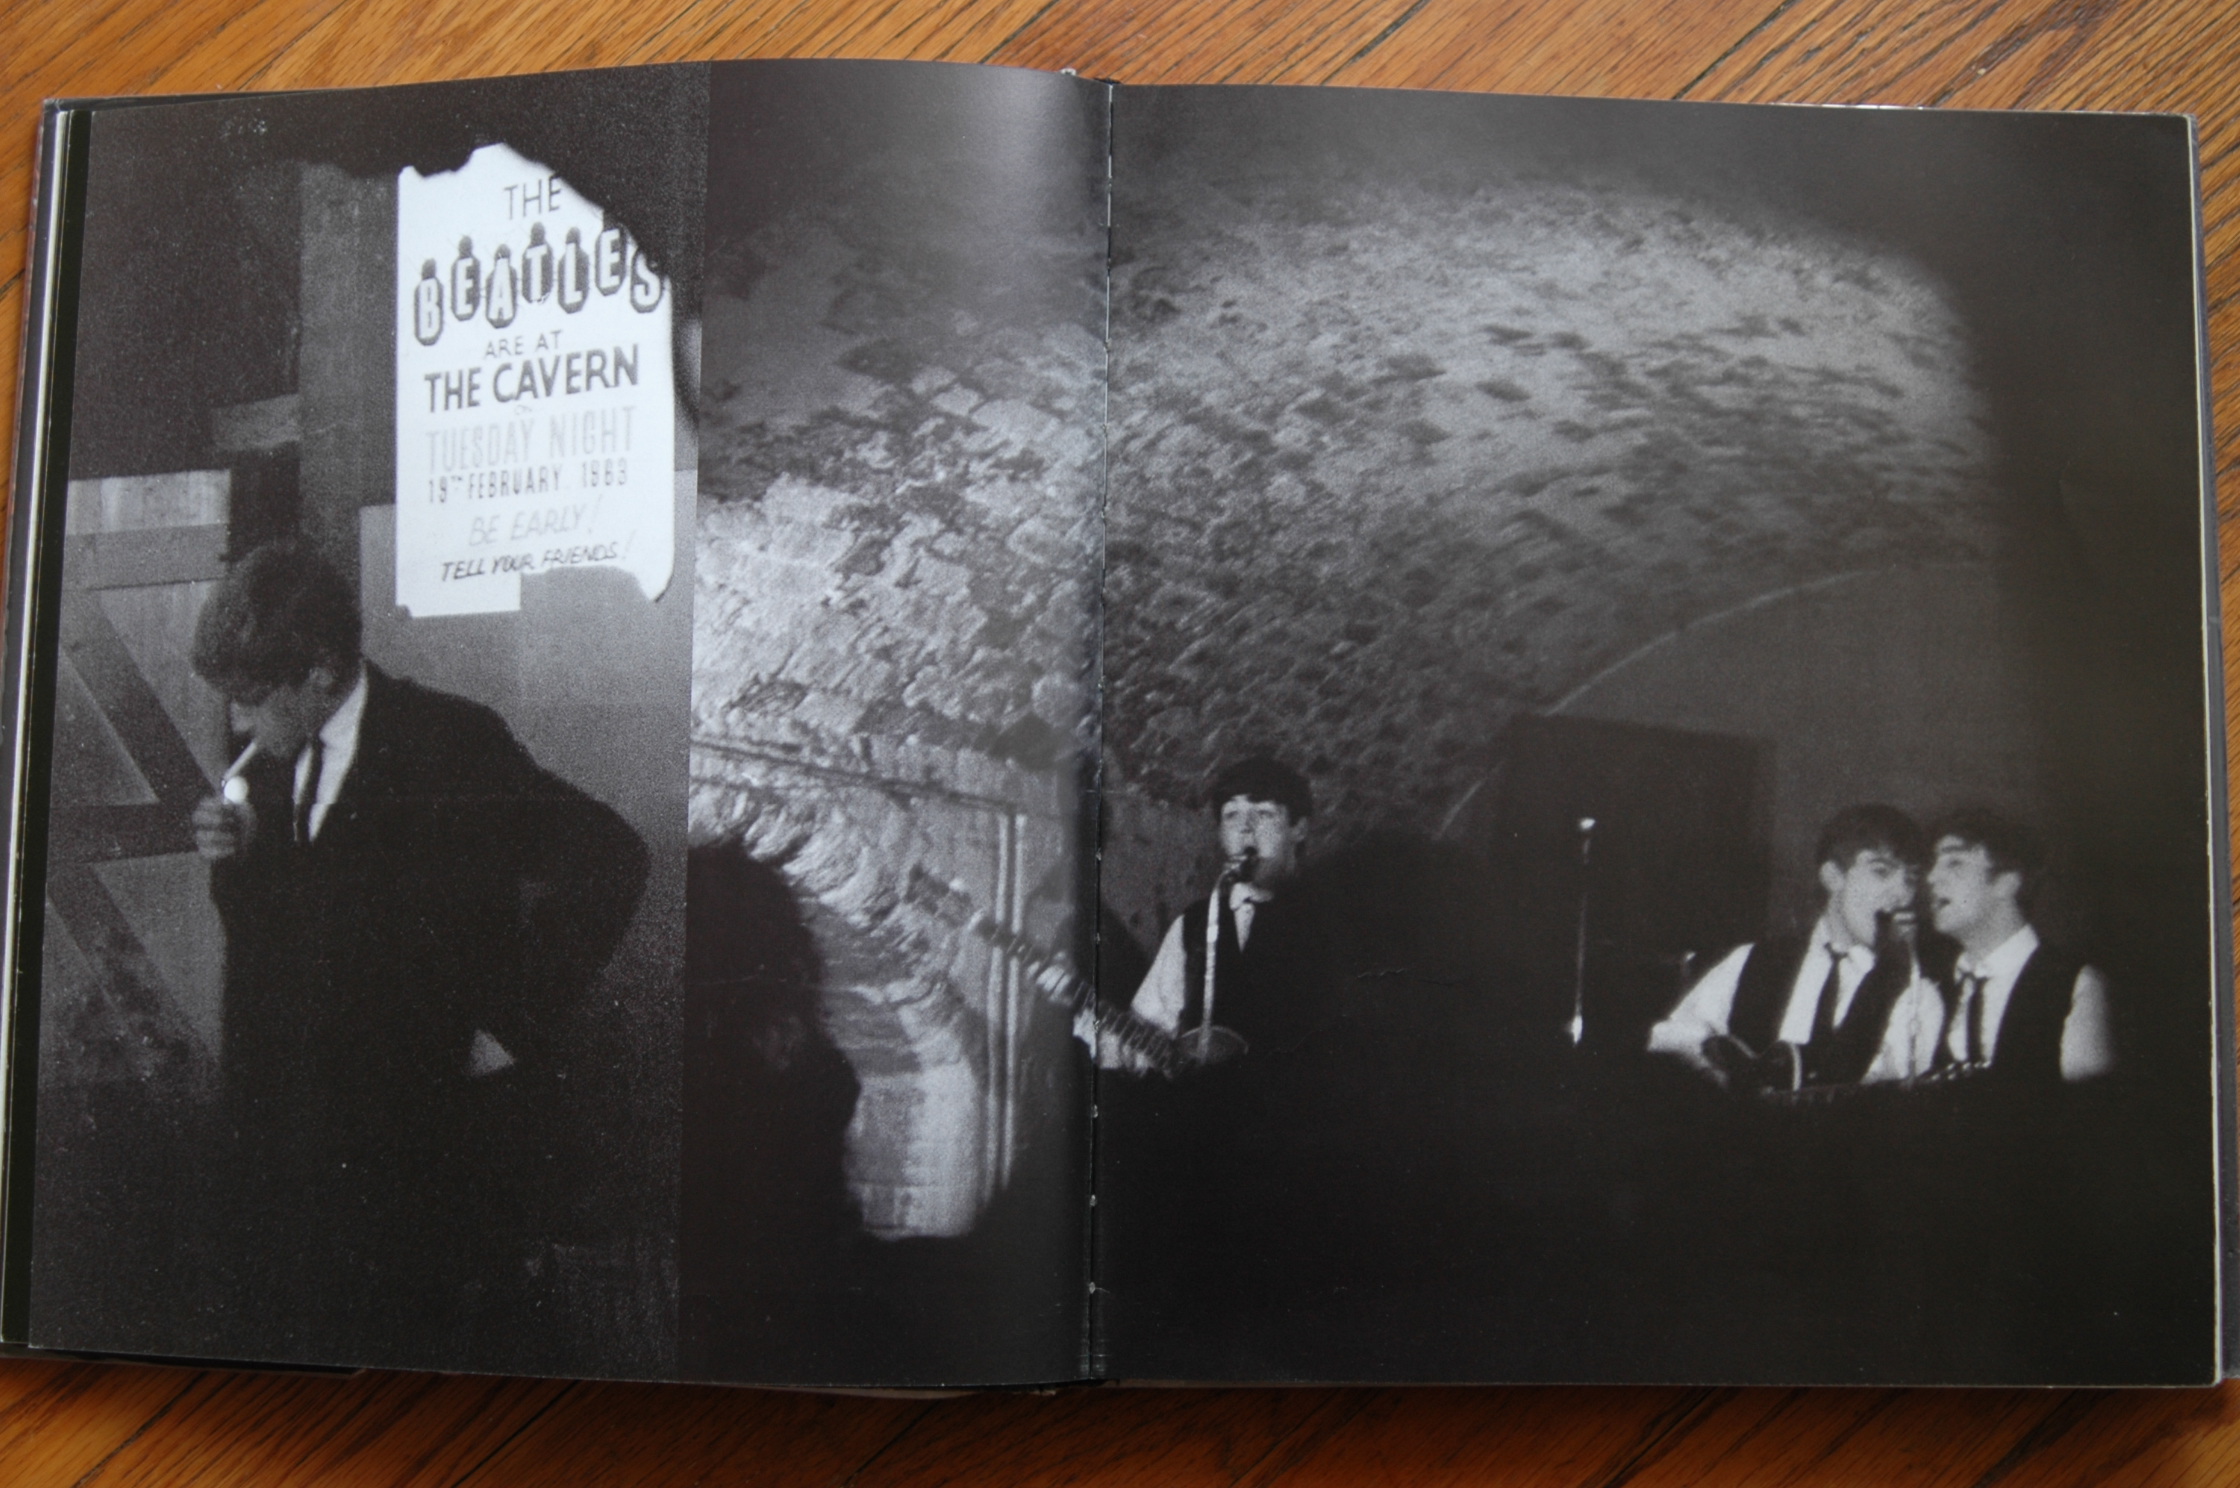 THE
BEATLES
ARE AT
THE CAVERN
ON
TUESDAY NIGHT
19TH FEBRUARY, 1963
BE EARLY!
TELL YOUR FRIENDS!